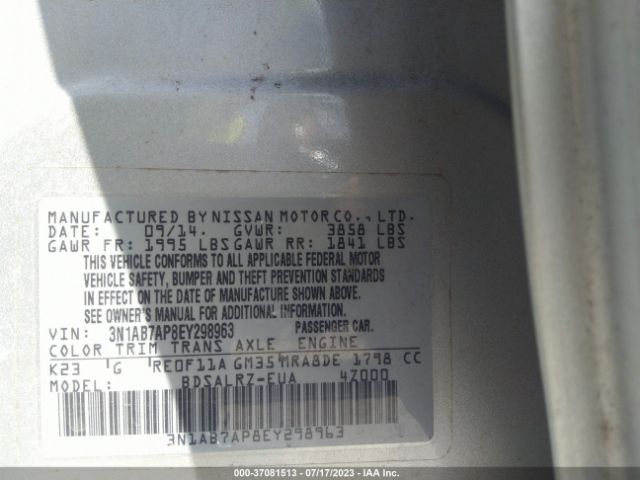 MANUFACTURED BY NISSAN MOTOR CO., LTD.
DATE: 09/14. GVWR: 3858 LBS
GAWR FR: 1995 LBS GAWR RR: 1841 LBS
THIS VEHICLE CONFORMS TO ALL APPLICABLE FEDERAL MOTOR
VEHICLE SAFETY, BUMPER AND THEFT PREVENTION STANDARDS
IN EFFECT ON THE DATE OF MANUFACTURE SHOWN ABOVE.
SEE OWNER'S MANUAL FOR ADDITIONAL INFORMATION.
VIN: 3N1AB7AP8EY298963 PASSENGER CAR.
COLOR TRIM TRANS AXLE ENGINE
K23 G RE0F11A GM35 MRA8DE 1798 CC
MODEL: BDSALRZ-EUA 4Z000
3N1AB7AP8EY298963
000-37081513 - 07/17/2023 - IAA Inc.